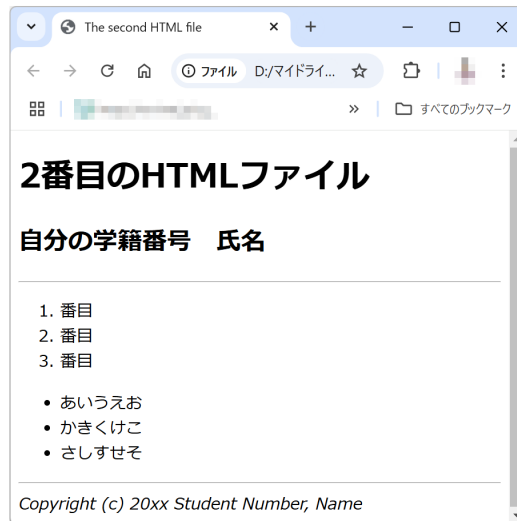 The second HTML file
ファイル D:/マイドライ...
すべてのブックマーク
2番目のHTMLファイル
自分の学籍番号　氏名
1. 番目
2. 番目
3. 番目
• あいうえお
• かきくけこ
• さしすせそ
Copyright (c) 20xx Student Number, Name